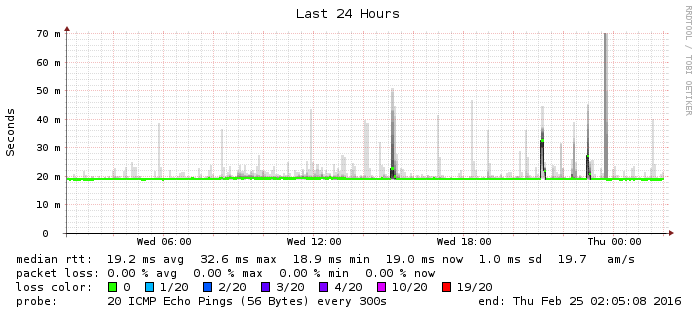 Last 24 Hours
RRDTOOL / TOBI OETIKER
Seconds
70 m
60 m
50 m
40 m
30 m
20 m
10 m
0
Wed 06:00 Wed 12:00 Wed 18:00 Thu 00:00
median rtt: 19.2 ms avg 32.6 ms max 18.9 ms min 19.0 ms now 1.0 ms sd 19.7 am/s
packet loss: 0.00 % avg 0.00 % max 0.00 % min 0.00 % now
loss color: 0 1/20 2/20 3/20 4/20 10/20 19/20
probe: 20 ICMP Echo Pings (56 Bytes) every 300s end: Thu Feb 25 02:05:08 2016